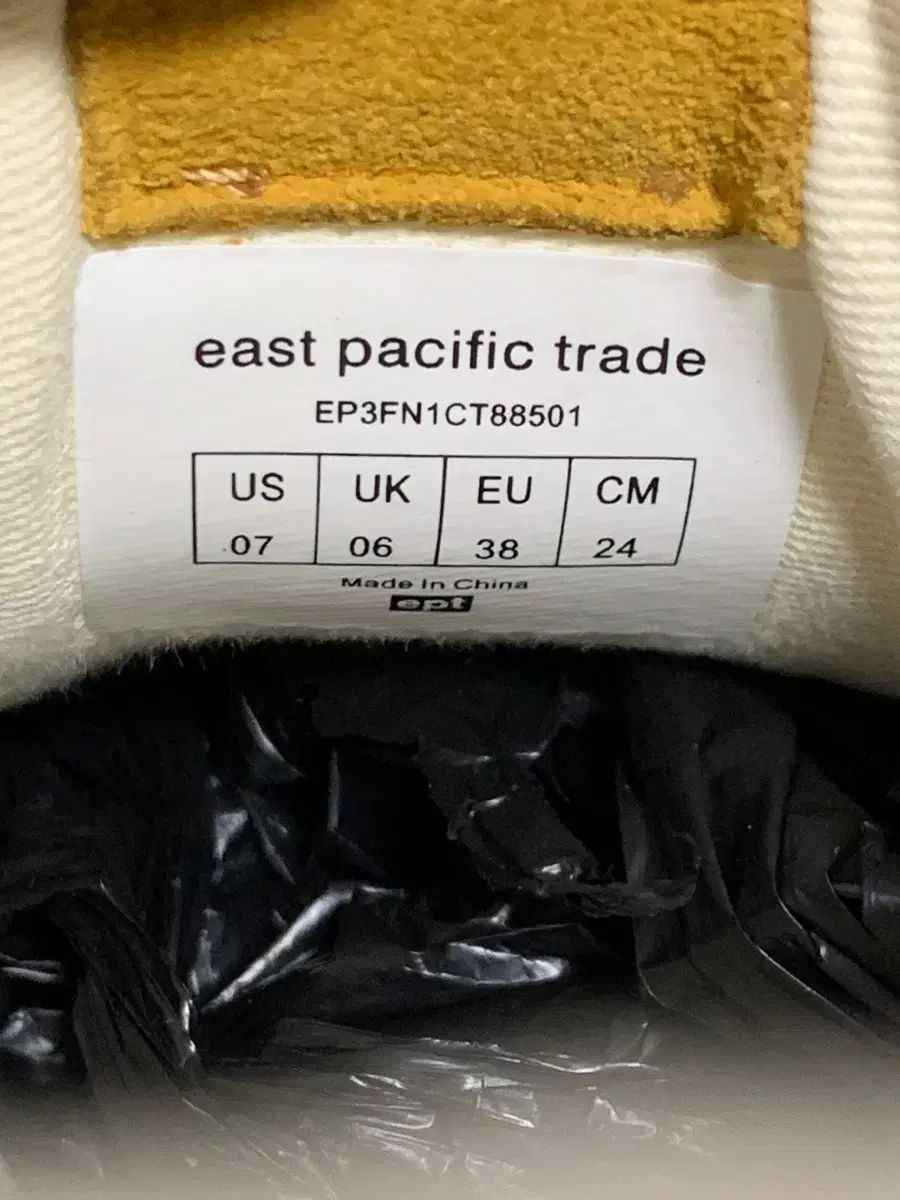 east pacific trade
EP3FN1CT88501
US UK EU CM
07 06 38 24
Made In China
ept